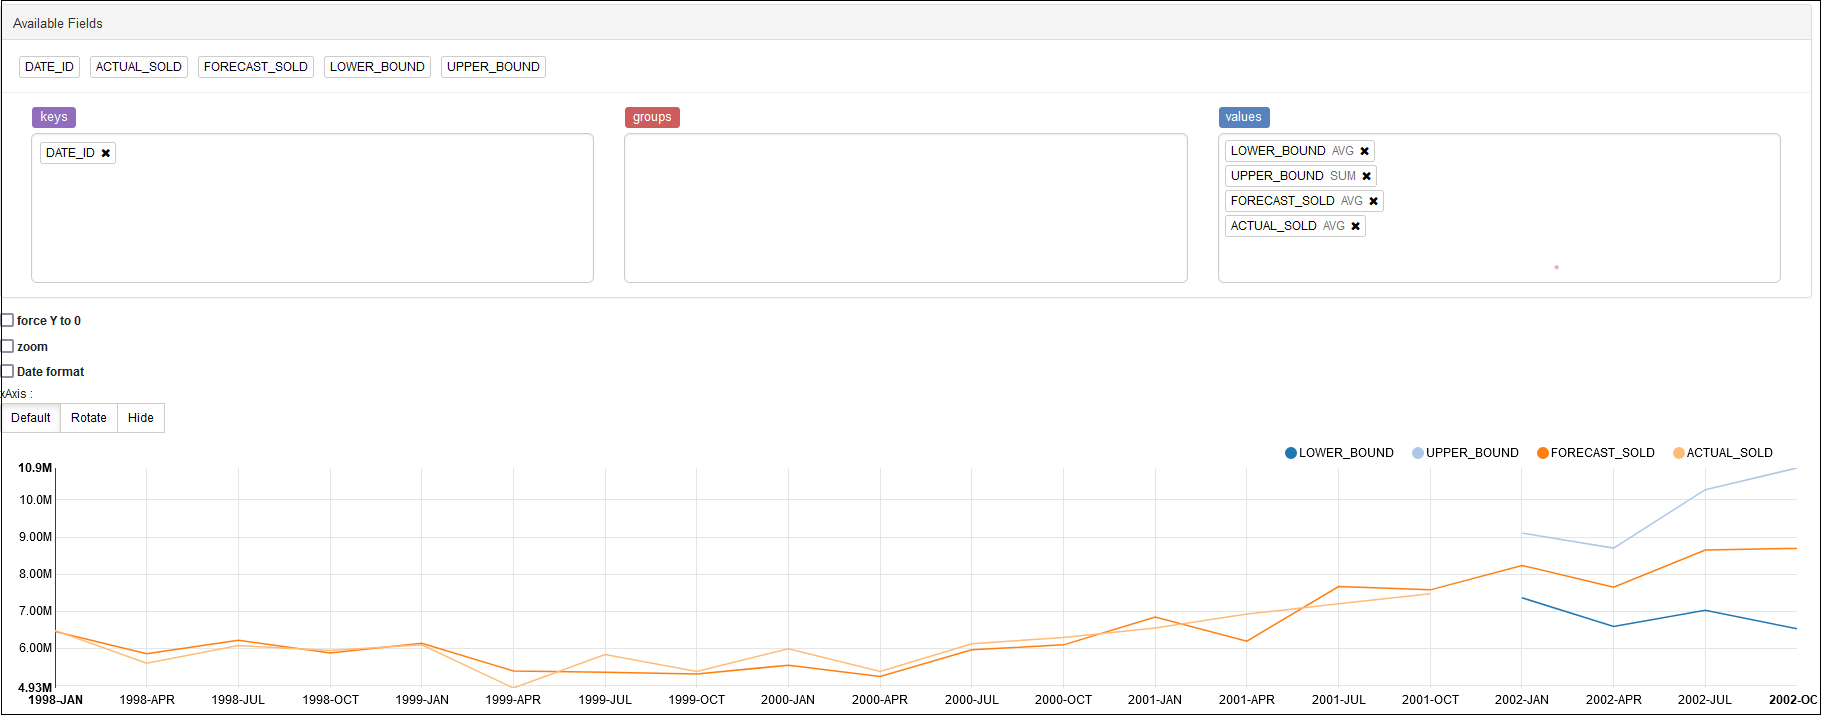 Available Fields
DATE_ID ACTUAL_SOLD FORECAST_SOLD LOWER_BOUND UPPER_BOUND
keys groups values
DATE_ID ✖
LOWER_BOUND AVG ✖
UPPER_BOUND SUM ✖
FORECAST_SOLD AVG ✖
ACTUAL_SOLD AVG ✖
force Y to 0
zoom
Date format
xAxis :
Default Rotate Hide
LOWER_BOUND UPPER_BOUND FORECAST_SOLD ACTUAL_SOLD
10.9M
10.0M
9.00M
8.00M
7.00M
6.00M
4.93M
1998-JAN 1998-APR 1998-JUL 1998-OCT 1999-JAN 1999-APR 1999-JUL 1999-OCT 2000-JAN 2000-APR 2000-JUL 2000-OCT 2001-JAN 2001-APR 2001-JUL 2001-OCT 2002-JAN 2002-APR 2002-JUL 2002-OC